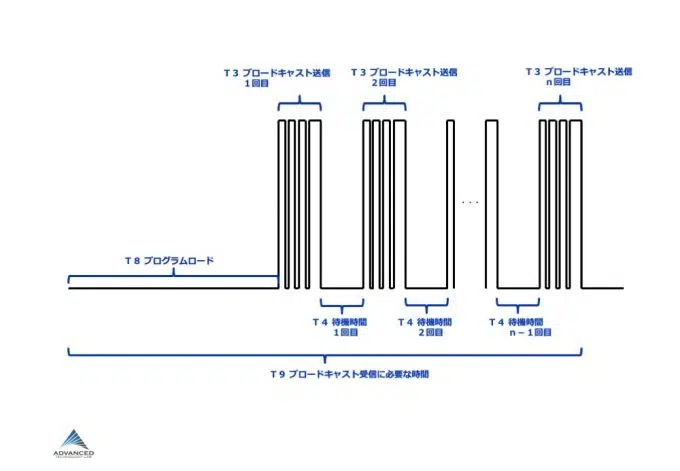 T3 ブロードキャスト送信
1回目
T3 ブロードキャスト送信
2回目
T3 ブロードキャスト送信
n回目
...
T8 プログラムロード
T4 待機時間
1回目
T4 待機時間
2回目
T4 待機時間
n－1回目
T9 ブロードキャスト受信に必要な時間
ADVANCED
TECHNOLOGY LAB